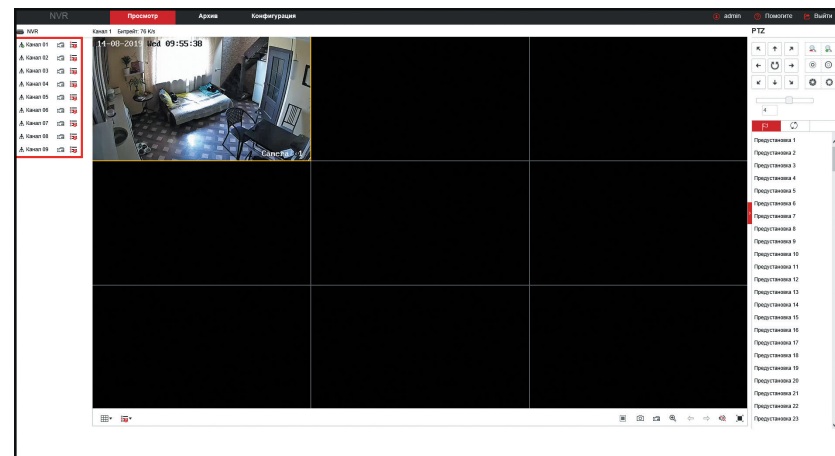 NVR Просмотр Архив Конфигурация admin Помогите Выйти
NVR
Канал 01
Канал 02
Канал 03
Канал 04
Канал 05
Канал 06
Канал 07
Канал 08
Канал 09
Канал 1 Битрейт: 76 K/s
14-08-2019 Wed 09:55:38
Camera 1
PTZ
4
Предустановка 1
Предустановка 2
Предустановка 3
Предустановка 4
Предустановка 5
Предустановка 6
Предустановка 7
Предустановка 8
Предустановка 9
Предустановка 10
Предустановка 11
Предустановка 12
Предустановка 13
Предустановка 14
Предустановка 15
Предустановка 16
Предустановка 17
Предустановка 18
Предустановка 19
Предустановка 20
Предустановка 21
Предустановка 22
Предустановка 23